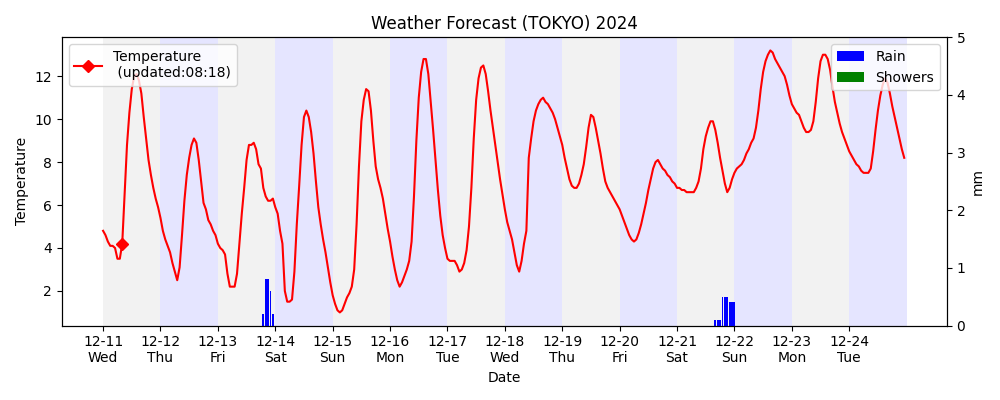 Weather Forecast (TOKYO) 2024
Temperature
(updated:08:18)
Rain
Showers
Temperature
12
10
8
6
4
2
5
4
3
2
1
0
mm
12-11 12-12 12-13 12-14 12-15 12-16 12-17 12-18 12-19 12-20 12-21 12-22 12-23 12-24
Wed Thu Fri Sat Sun Mon Tue Wed Thu Fri Sat Sun Mon Tue
Date